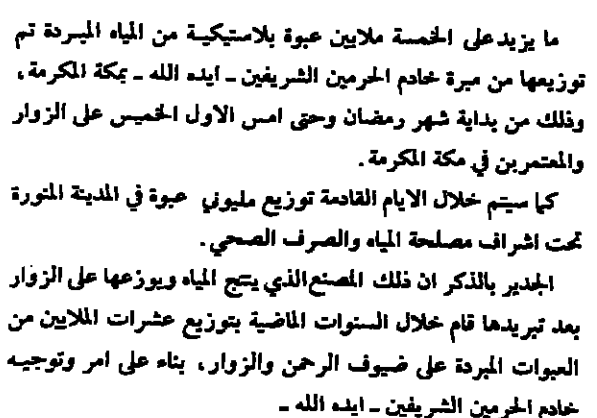 ما يزيد على الخمسة ملايين عبوة بلاستيكية من المياه المبردة تم
توزيعها من مبرة خادم الحرمين الشريفين ـ ايده الله ـ بمكة المكرمة،
وذلك من بداية شهر رمضان وحتى امس الاول الخميس على الزوار
والمعتمرين في مكة المكرمة.
كما سيتم خلال الايام القادمة توزيع مليوني عبوة في المدينة المنورة
تحت اشراف مصلحة المياه والصرف الصحي.
الجدير بالذكر ان ذلك المصنع الذي ينتج المياه ويوزعها على الزوار
بعد تبريدها قام خلال السنوات الماضية بتوزيع عشرات الملايين من
العبوات المبردة على ضيوف الرحمن والزوار، بناء على امر وتوجيه
خادم الحرمين الشريفين ـ ايده الله ـ